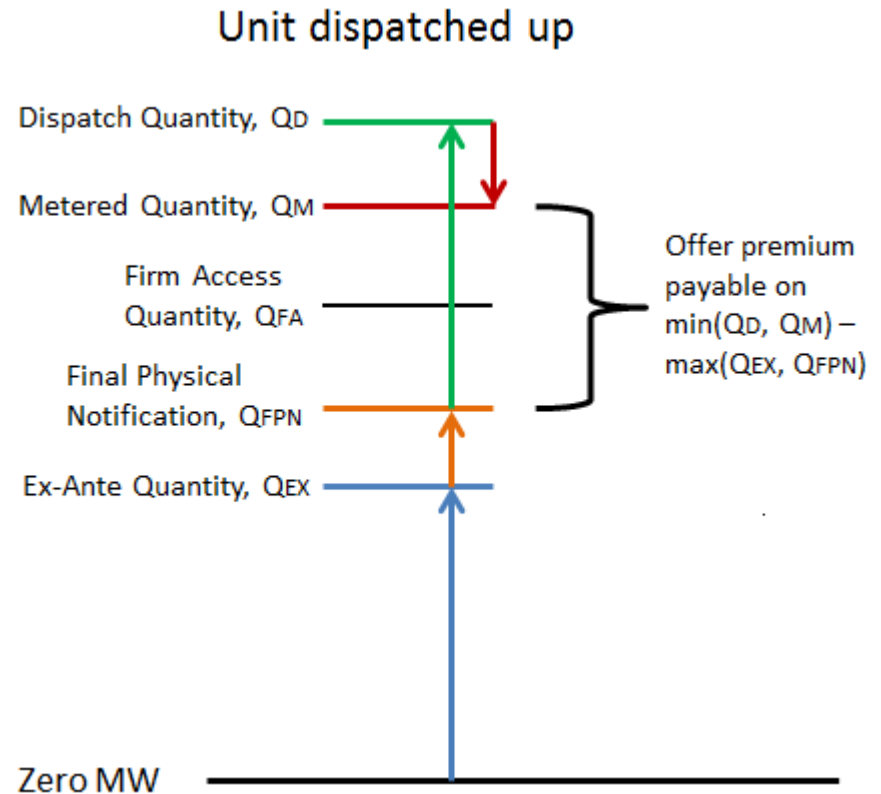 Unit dispatched up
Dispatch Quantity, QD
Metered Quantity, QM
Firm Access
Quantity, QFA
Final Physical
Notification, QFPN
Ex-Ante Quantity, QEX
Offer premium
payable on
min(QD, QM) –
max(QEX, QFPN)
Zero MW